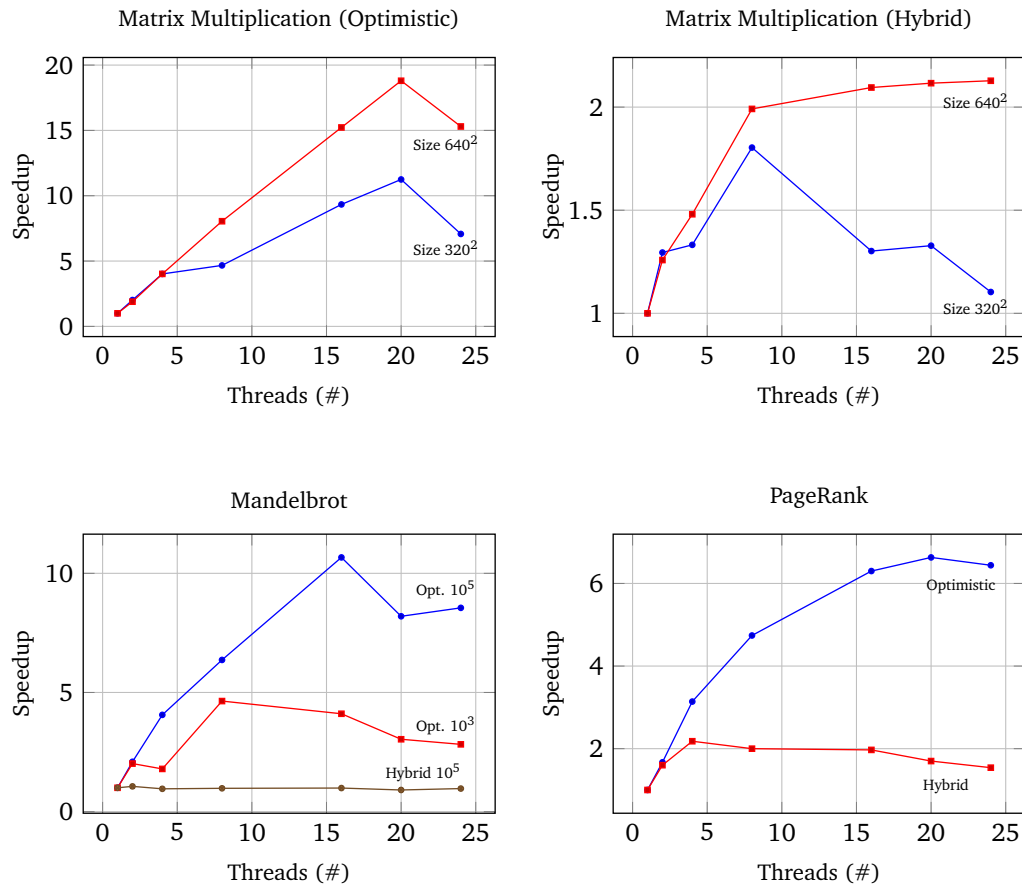 Matrix Multiplication (Optimistic)
20
15
10
5
0
Speedup
Size 640²
Size 320²
0 5 10 15 20 25
Threads (#)
Matrix Multiplication (Hybrid)
2
1.5
1
Speedup
Size 640²
Size 320²
0 5 10 15 20 25
Threads (#)
Mandelbrot
10
5
0
Speedup
Opt. 10⁵
Opt. 10³
Hybrid 10⁵
0 5 10 15 20 25
Threads (#)
PageRank
6
4
2
Speedup
Optimistic
Hybrid
0 5 10 15 20 25
Threads (#)